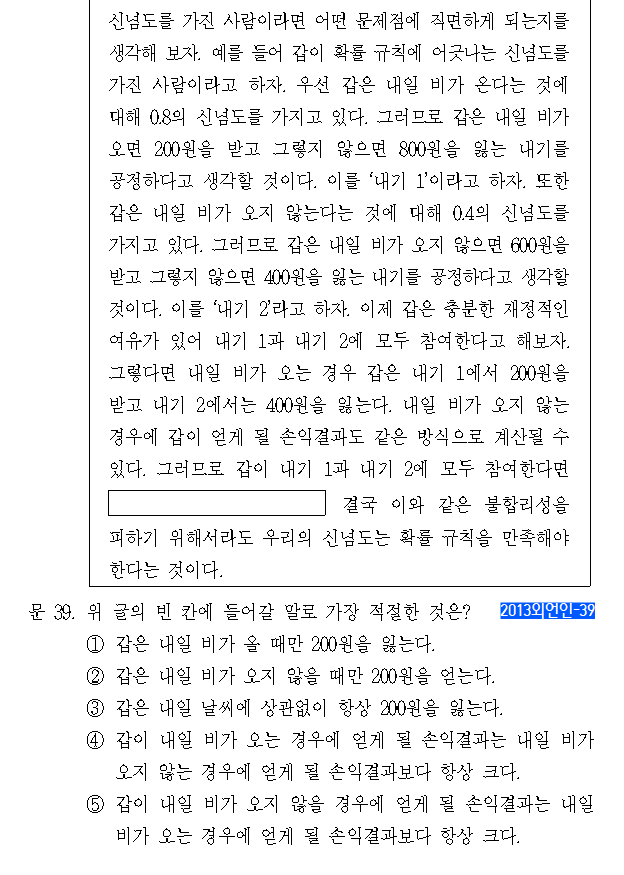 신념도를 가진 사람이라면 어떤 문제점에 직면하게 되는지를
생각해 보자. 예를 들어 갑이 확률 규칙에 어긋나는 신념도를
가진 사람이라고 하자. 우선 갑은 내일 비가 온다는 것에
대해 0.8의 신념도를 가지고 있다. 그러므로 갑은 내일 비가
오면 200원을 받고 그렇지 않으면 800원을 잃는 내기를
공정하다고 생각할 것이다. 이를 ‘내기 1’이라고 하자. 또한
갑은 내일 비가 오지 않는다는 것에 대해 0.4의 신념도를
가지고 있다. 그러므로 갑은 내일 비가 오지 않으면 600원을
받고 그렇지 않으면 400원을 잃는 내기를 공정하다고 생각할
것이다. 이를 ‘내기 2’라고 하자. 이제 갑은 충분한 재정적인
여유가 있어 내기 1과 내기 2에 모두 참여한다고 해보자.
그렇다면 내일 비가 오는 경우 갑은 내기 1에서 200원을
받고 내기 2에서는 400원을 잃는다. 내일 비가 오지 않는
경우에 갑이 얻게 될 손익결과도 같은 방식으로 계산될 수
있다. 그러므로 갑이 내기 1과 내기 2에 모두 참여한다면
결국 이와 같은 불합리성을
피하기 위해서라도 우리의 신념도는 확률 규칙을 만족해야
한다는 것이다.
문 39. 위 글의 빈 칸에 들어갈 말로 가장 적절한 것은? 2013외언인-39
① 갑은 내일 비가 올 때만 200원을 잃는다.
② 갑은 내일 비가 오지 않을 때만 200원을 얻는다.
③ 갑은 내일 날씨에 상관없이 항상 200원을 잃는다.
④ 갑이 내일 비가 오는 경우에 얻게 될 손익결과는 내일 비가
오지 않는 경우에 얻게 될 손익결과보다 항상 크다.
⑤ 갑이 내일 비가 오지 않을 경우에 얻게 될 손익결과는 내일
비가 오는 경우에 얻게 될 손익결과보다 항상 크다.